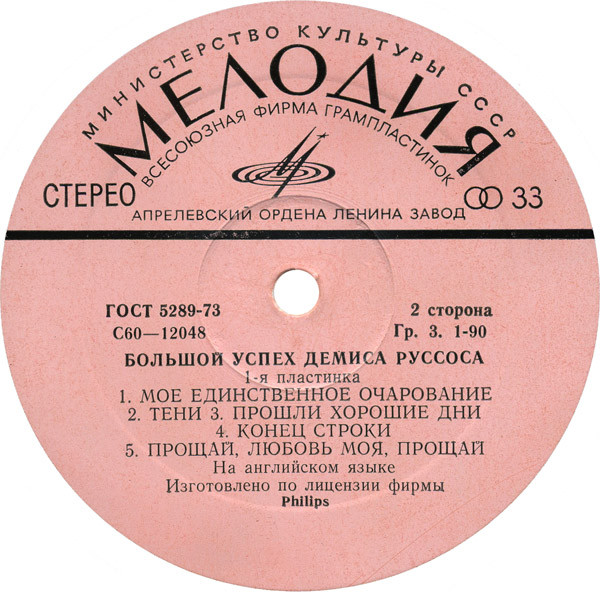 МИНИСТЕРСТВО КУЛЬТУРЫ СССР
МЕЛОДИЯ
ВСЕСОЮЗНАЯ ФИРМА ГРАМПЛАСТИНОК
СТЕРЕО 33
АПРЕЛЕВСКИЙ ОРДЕНА ЛЕНИНА ЗАВОД
ГОСТ 5289-73 2 сторона
С60—12048 Гр. 3. 1-90
БОЛЬШОЙ УСПЕХ ДЕМИСА РУССОСА
1-я пластинка
1. МОЕ ЕДИНСТВЕННОЕ ОЧАРОВАНИЕ
2. ТЕНИ 3. ПРОШЛИ ХОРОШИЕ ДНИ
4. КОНЕЦ СТРОКИ
5. ПРОЩАЙ, ЛЮБОВЬ МОЯ, ПРОЩАЙ
На английском языке
Изготовлено по лицензии фирмы
Philips